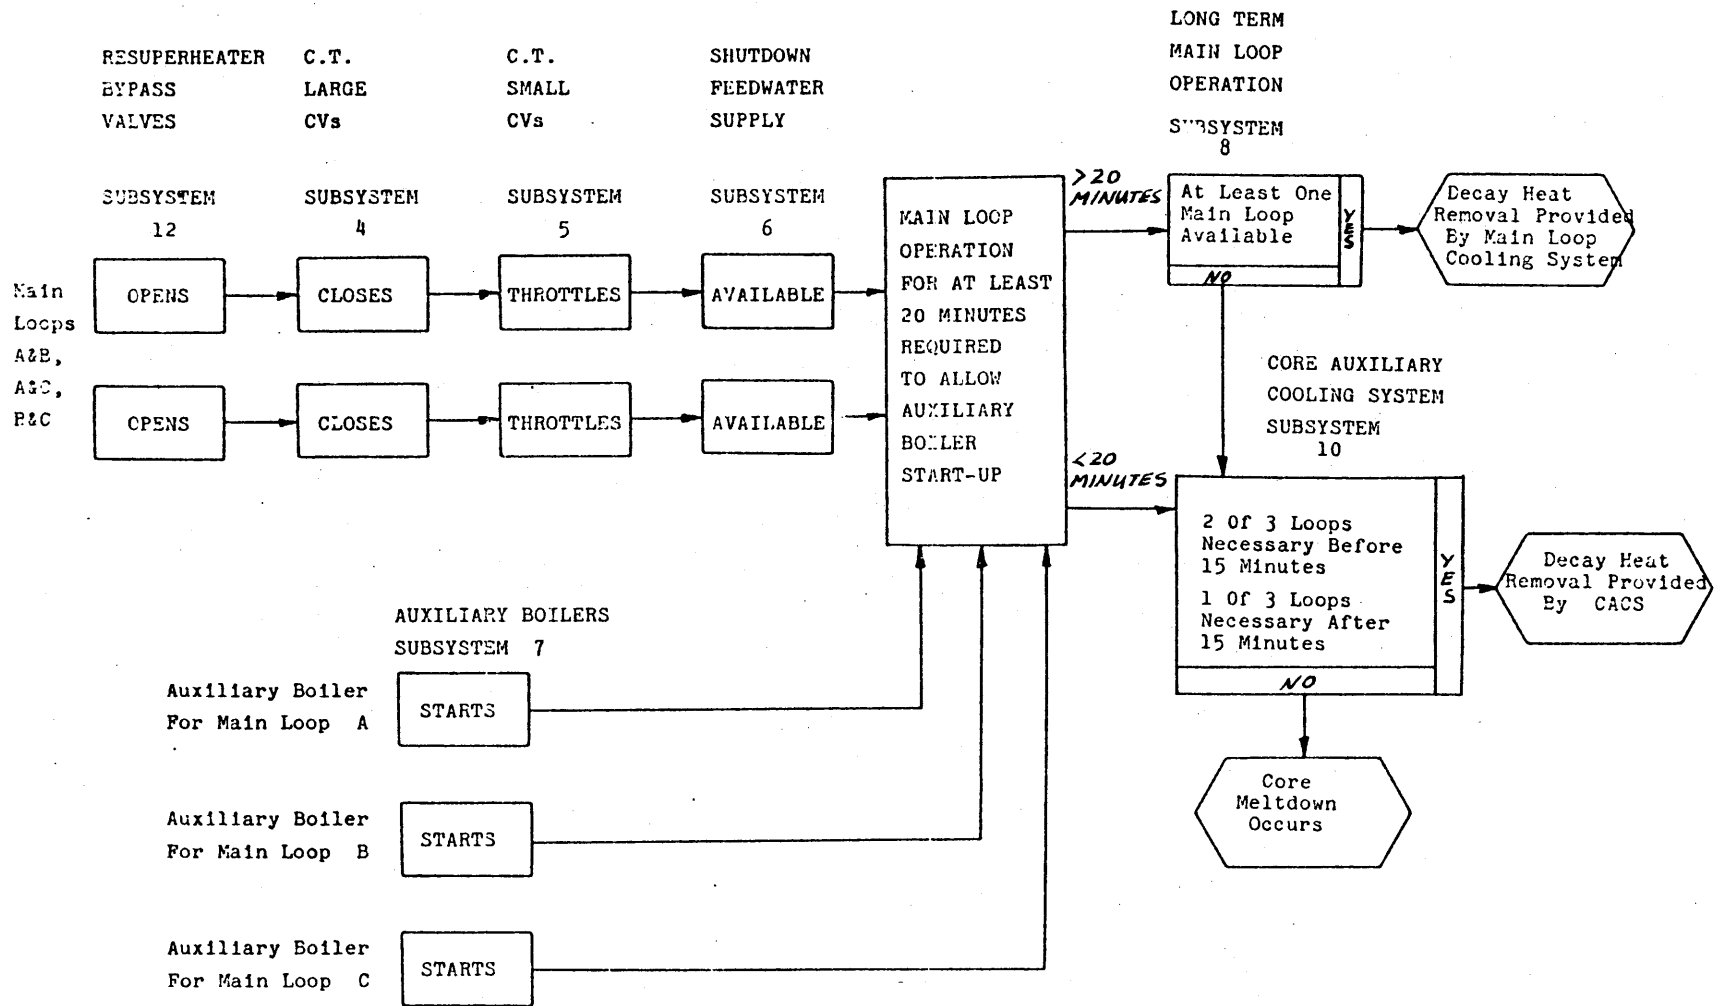 RESUPERHEATER
BYPASS
VALVES
SUBSYSTEM
12
C.T.
LARGE
CVs
SUBSYSTEM
4
C.T.
SMALL
CVs
SUBSYSTEM
5
SHUTDOWN
FEEDWATER
SUPPLY
SUBSYSTEM
6
LONG TERM
MAIN LOOP
OPERATION
SUBSYSTEM
8
Main
Loops
A&B,
A&C,
B&C
OPENS
CLOSES
THROTTLES
AVAILABLE
OPENS
CLOSES
THROTTLES
AVAILABLE
MAIN LOOP
OPERATION
FOR AT LEAST
20 MINUTES
REQUIRED
TO ALLOW
AUXILIARY
BOILER
START-UP
>20
MINUTES
At Least One
Main Loop
Available
YES
NO
Decay Heat
Removal Provided
By Main Loop
Cooling System
CORE AUXILIARY
COOLING SYSTEM
SUBSYSTEM
10
<20
MINUTES
2 Of 3 Loops
Necessary Before
15 Minutes
1 Of 3 Loops
Necessary After
15 Minutes
YES
NO
Decay Heat
Removal Provided
By CACS
Core
Meltdown
Occurs
AUXILIARY BOILERS
SUBSYSTEM 7
Auxiliary Boiler
For Main Loop A
STARTS
Auxiliary Boiler
For Main Loop B
STARTS
Auxiliary Boiler
For Main Loop C
STARTS